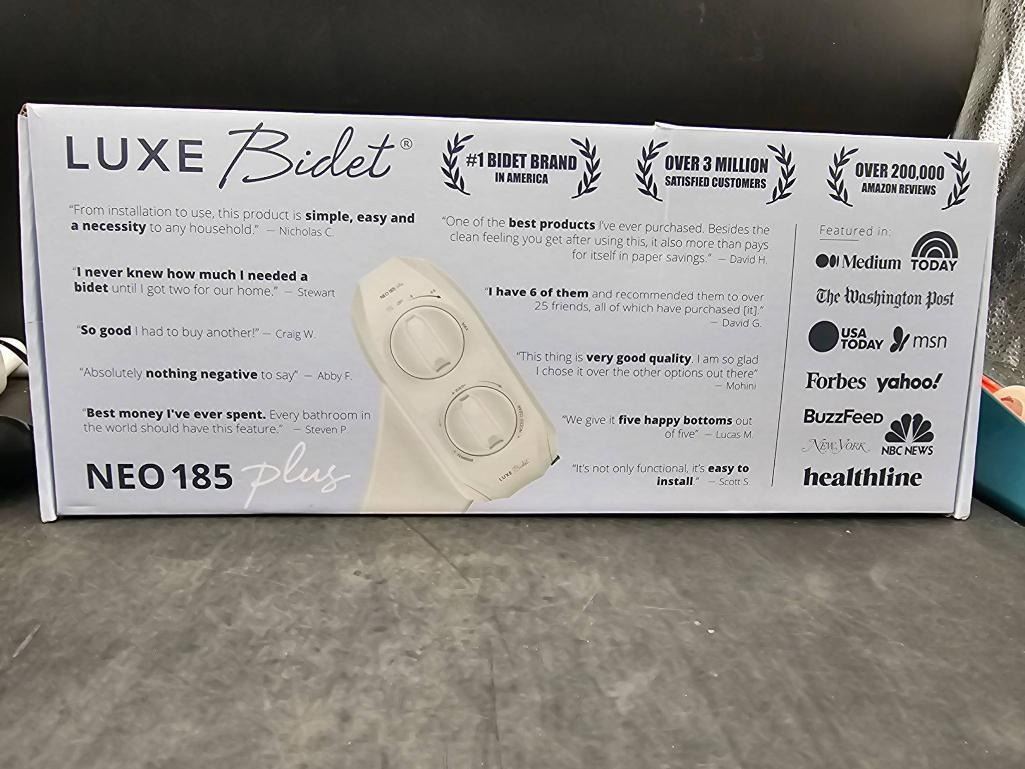 LUXE Bidet®
#1 BIDET BRAND
IN AMERICA
OVER 3 MILLION
SATISFIED CUSTOMERS
OVER 200,000
AMAZON REVIEWS
“From installation to use, this product is simple, easy and
a necessity to any household.” — Nicholas C.
“I never knew how much I needed a
bidet until I got two for our home.” — Stewart
“So good I had to buy another!” — Craig W.
“Absolutely nothing negative to say” — Abby F.
“Best money I've ever spent. Every bathroom in
the world should have this feature.” — Steven P.
NEO 185 plus
“One of the best products I've ever purchased. Besides the
clean feeling you get after using this, it also more than pays
for itself in paper savings.” — David H.
“I have 6 of them and recommended them to over
25 friends, all of which have purchased [it].”
— David G.
“This thing is very good quality. I am so glad
I chose it over the other options out there”
— Mohini
“We give it five happy bottoms out
of five” — Lucas M.
“It's not only functional, it's easy to
install.” — Scott S.
NEO 185
LUXE Bidet
Featured in:
Medium
TODAY
The Washington Post
USA
TODAY
msn
Forbes yahoo!
BuzzFeed
NEW YORK
NBC NEWS
healthline